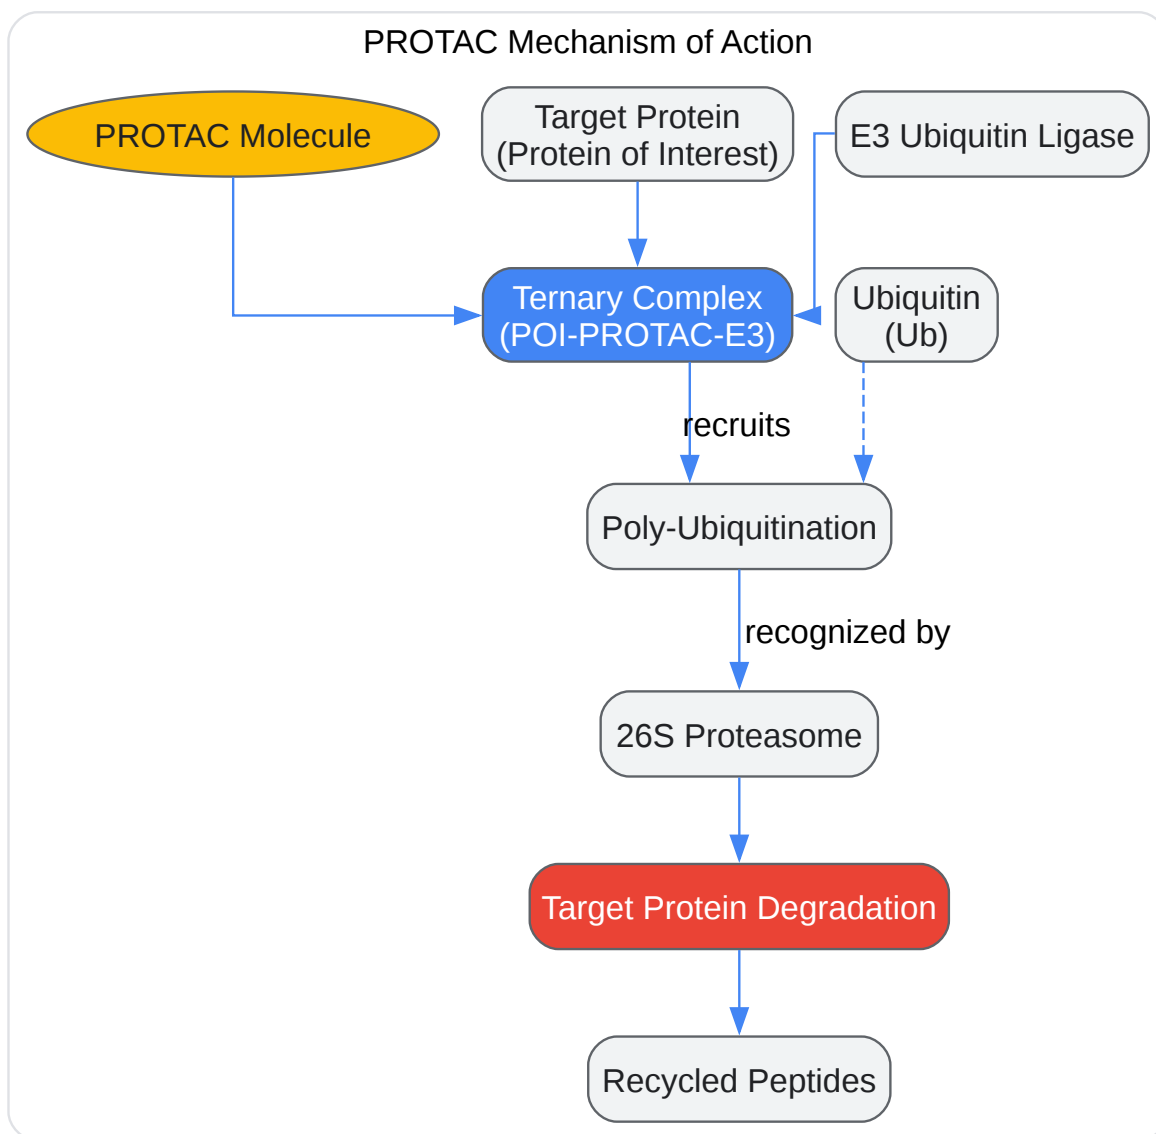 PROTAC Mechanism of Action
PROTAC Molecule
Target Protein
(Protein of Interest)
E3 Ubiquitin Ligase
Ternary Complex
(POI-PROTAC-E3)
Ubiquitin
(Ub)
recruits
Poly-Ubiquitination
recognized by
26S Proteasome
Target Protein Degradation
Recycled Peptides